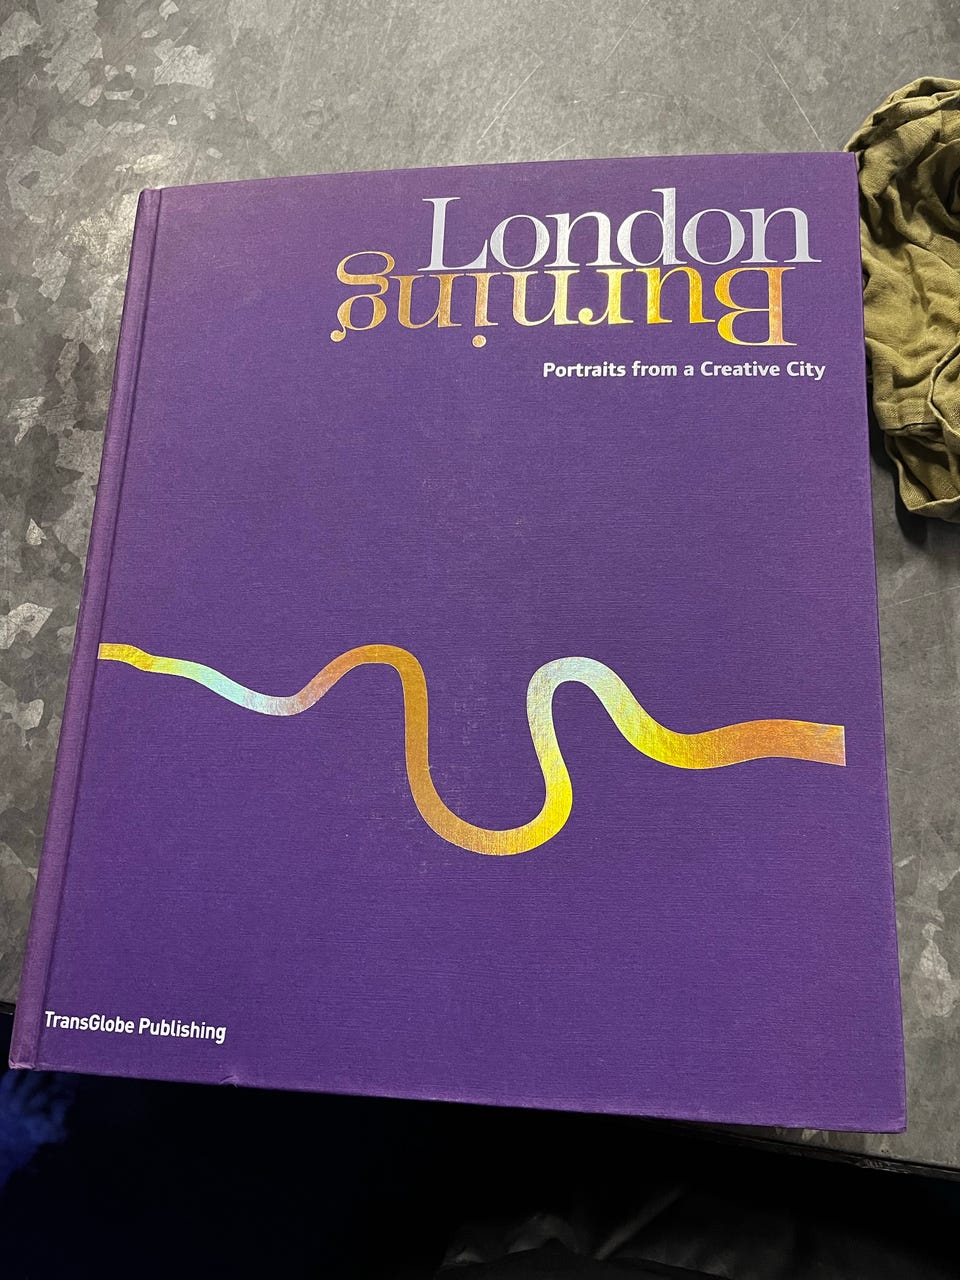 London
Burning
Portraits from a Creative City
TransGlobe Publishing